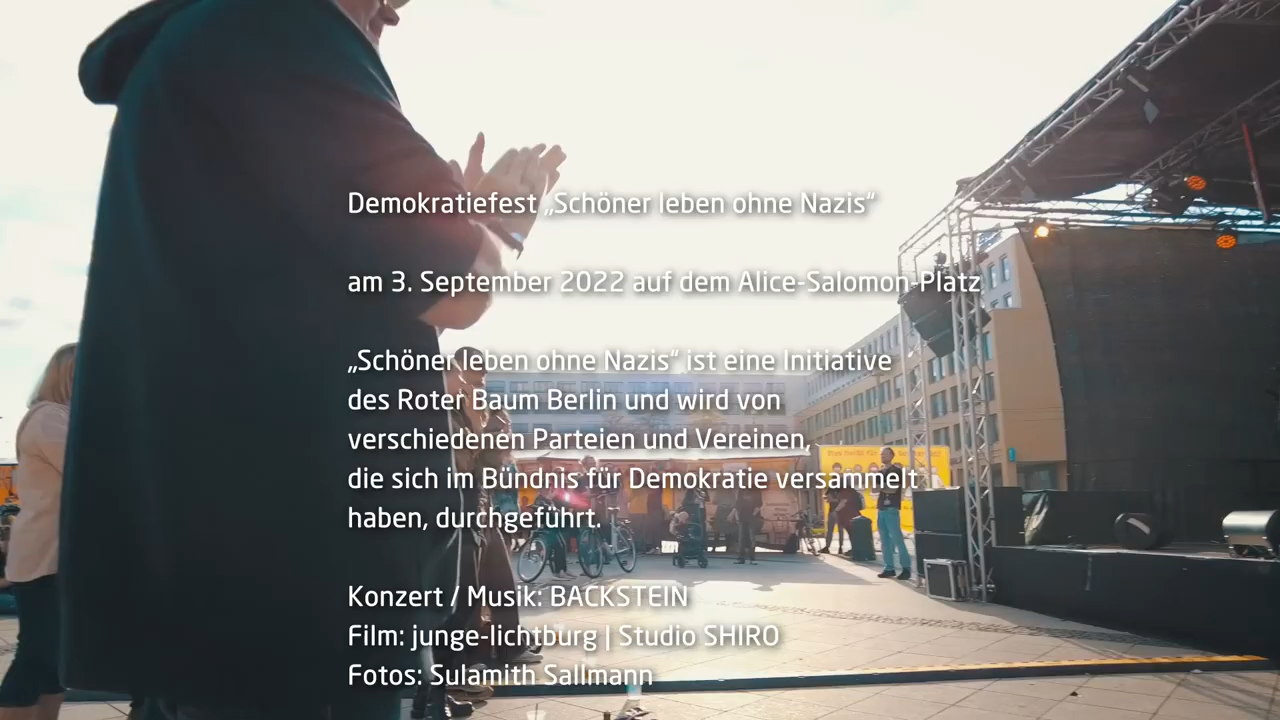 Demokratiefest „Schöner leben ohne Nazis“
am 3. September 2022 auf dem Alice-Salomon-Platz
„Schöner leben ohne Nazis“ ist eine Initiative
des Roter Baum Berlin und wird von
verschiedenen Parteien und Vereinen,
die sich im Bündnis für Demokratie versammelt
haben, durchgeführt.
Konzert / Musik: BACKSTEIN
Film: junge-lichtburg | Studio SHIRO
Fotos: Sulamith Sallmann